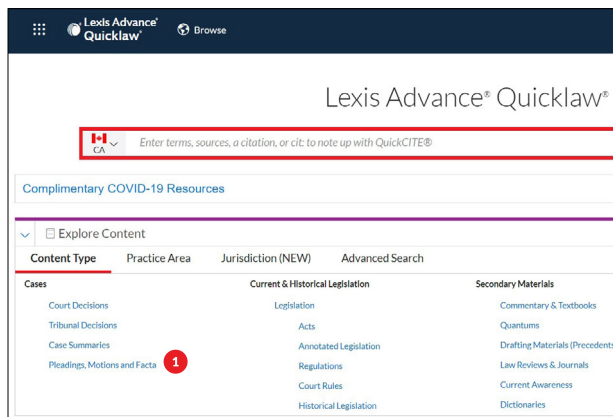 Lexis Advance®
Quicklaw®
Browse
Lexis Advance® Quicklaw®
CA
Enter terms, sources, a citation, or cit: to note up with QuickCITE®
Complimentary COVID-19 Resources
Explore Content
Content Type Practice Area Jurisdiction (NEW) Advanced Search
Cases Current & Historical Legislation Secondary Materials
Court Decisions Legislation Commentary & Textbooks
Tribunal Decisions Acts Quantums
Case Summaries Annotated Legislation Drafting Materials (Precedents
Pleadings, Motions and Facta 1 Regulations Law Reviews & Journals
Court Rules Current Awareness
Historical Legislation Dictionaries